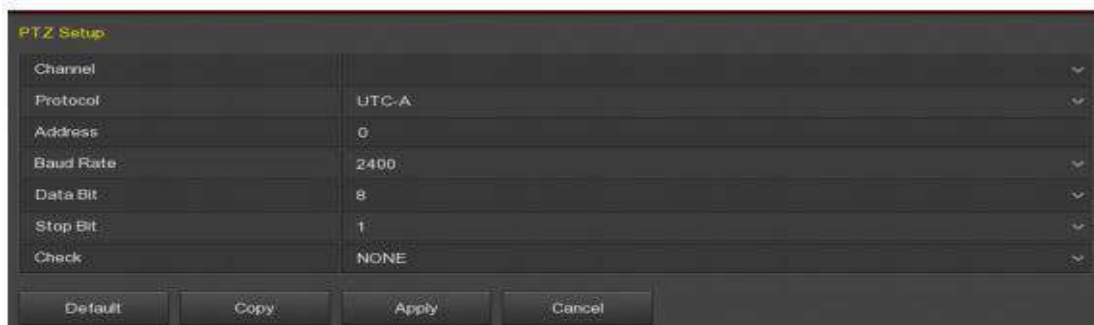 PTZ Setup
Channel
Protocol UTC-A
Address 0
Baud Rate 2400
Data Bit 8
Stop Bit 1
Check NONE
Default Copy Apply Cancel